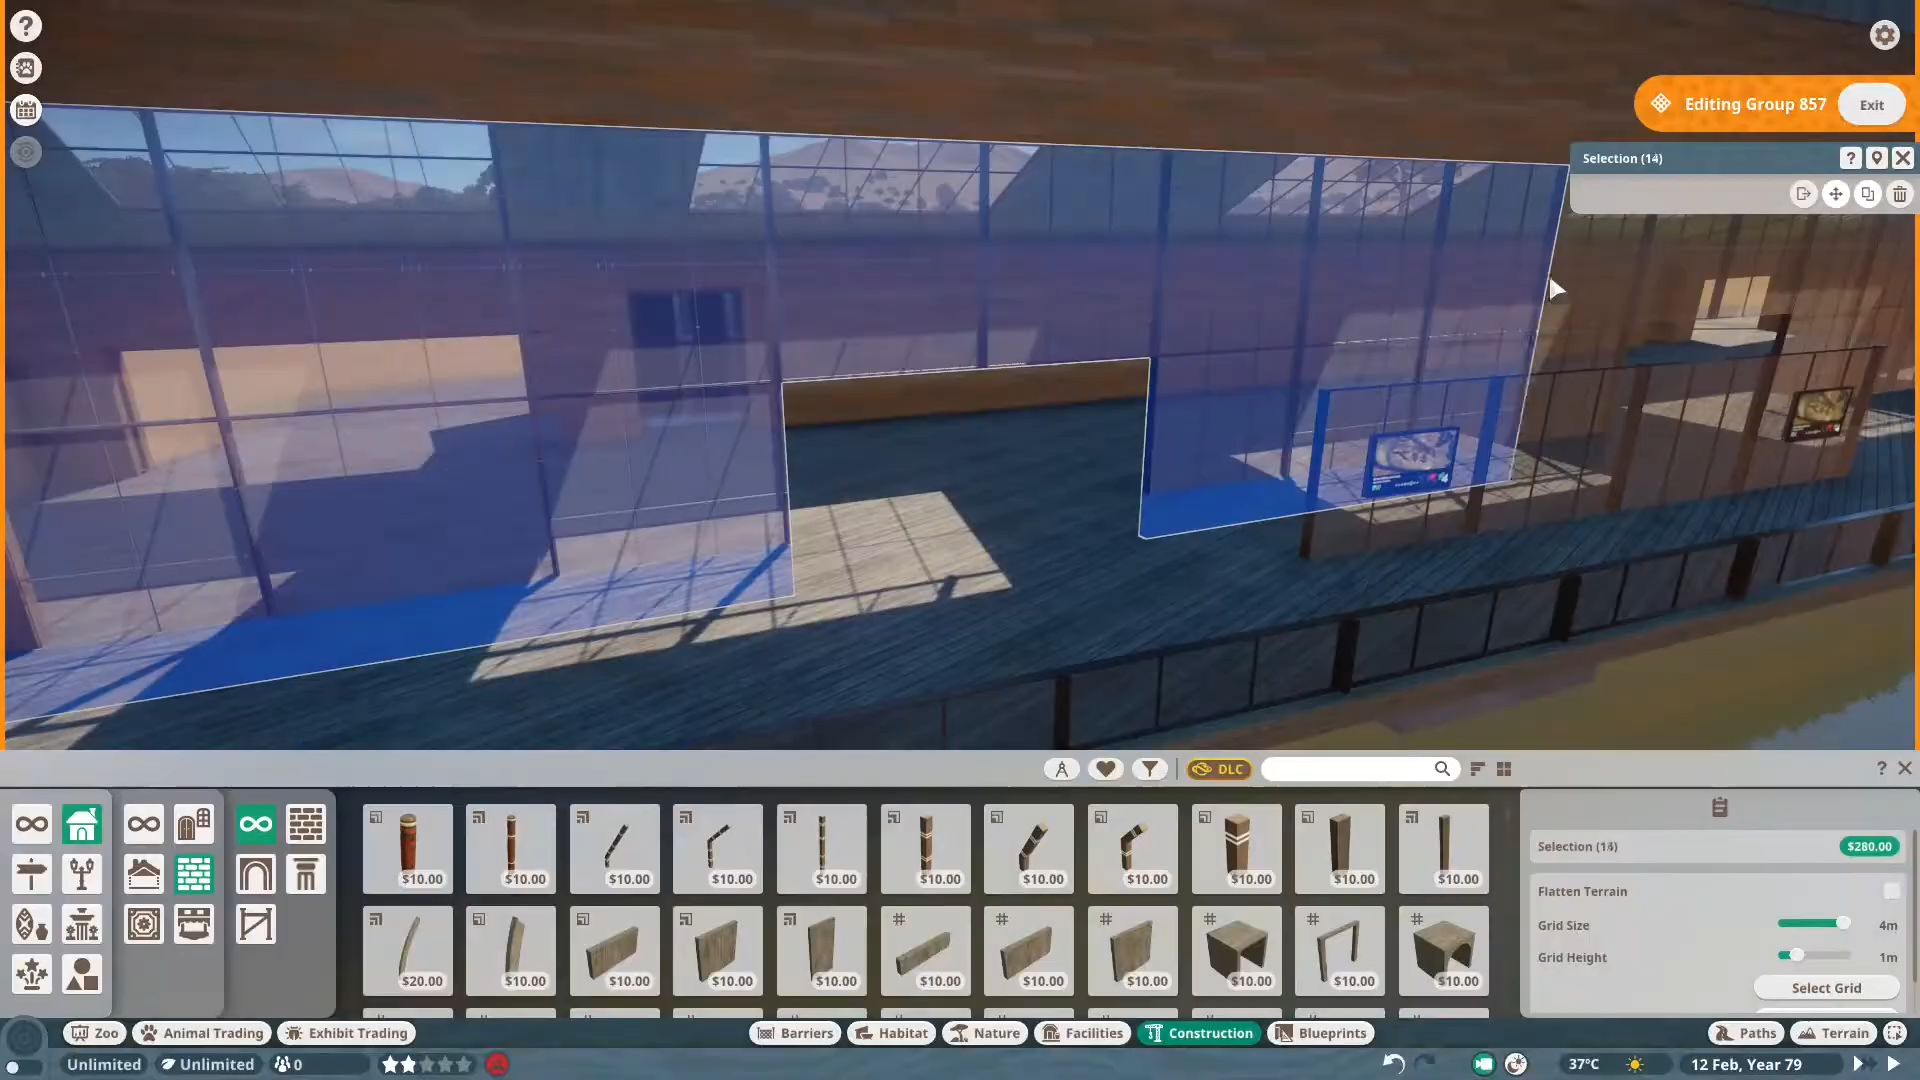 Editing Group 857
Exit
Selection (14)
DLC
$10.00 $10.00 $10.00 $10.00 $10.00 $10.00 $10.00 $10.00 $10.00 $10.00 $10.00
$20.00 $10.00 $10.00 $10.00 $10.00 $10.00 $10.00 $10.00 $10.00 $10.00 $10.00
Selection (14)
$280.00
Flatten Terrain
Grid Size 4m
Grid Height 1m
Select Grid
Zoo Animal Trading Exhibit Trading Barriers Habitat Nature Facilities Construction Blueprints Paths Terrain
Unlimited Unlimited 0 37°C 12 Feb, Year 79